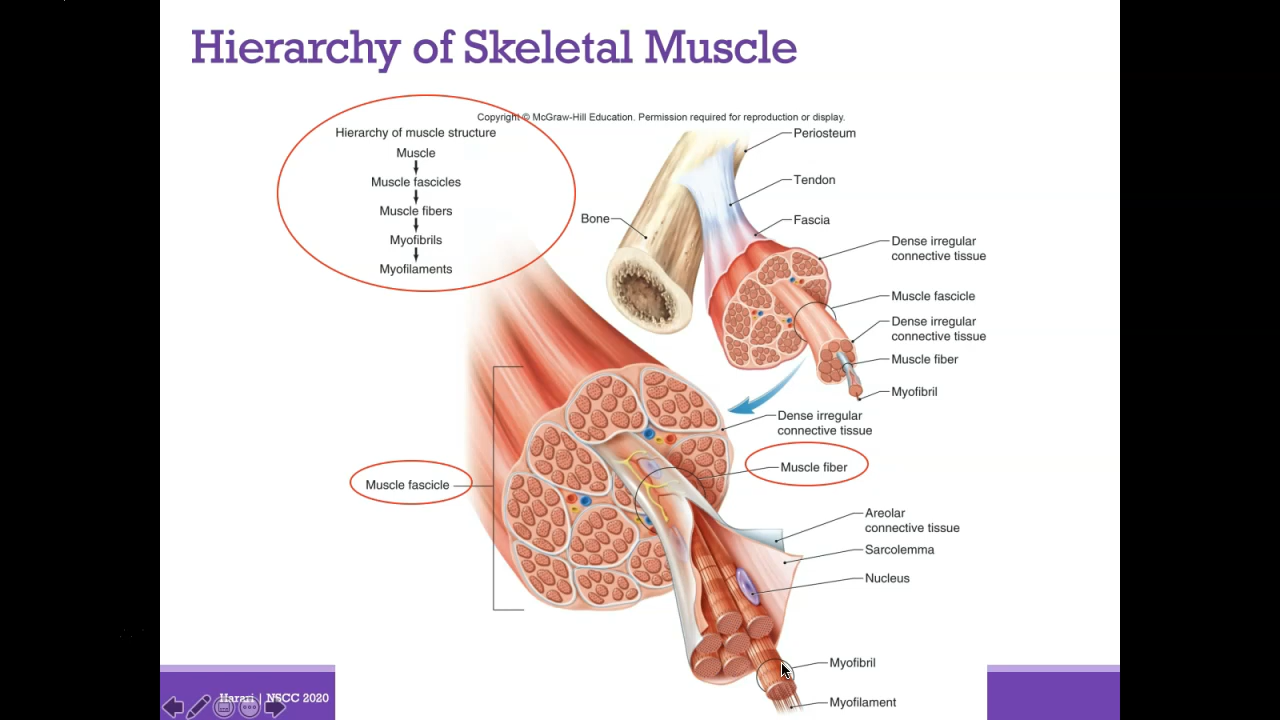 Hierarchy of Skeletal Muscle
Copyright © McGraw-Hill Education. Permission required for reproduction or display.
Hierarchy of muscle structure
Muscle
Muscle fascicles
Muscle fibers
Myofibrils
Myofilaments
Periosteum
Tendon
Bone
Fascia
Dense irregular
connective tissue
Muscle fascicle
Dense irregular
connective tissue
Muscle fiber
Myofibril
Dense irregular
connective tissue
Muscle fiber
Muscle fascicle
Areolar
connective tissue
Sarcolemma
Nucleus
Myofibril
Myofilament
Harari | NSCC 2020